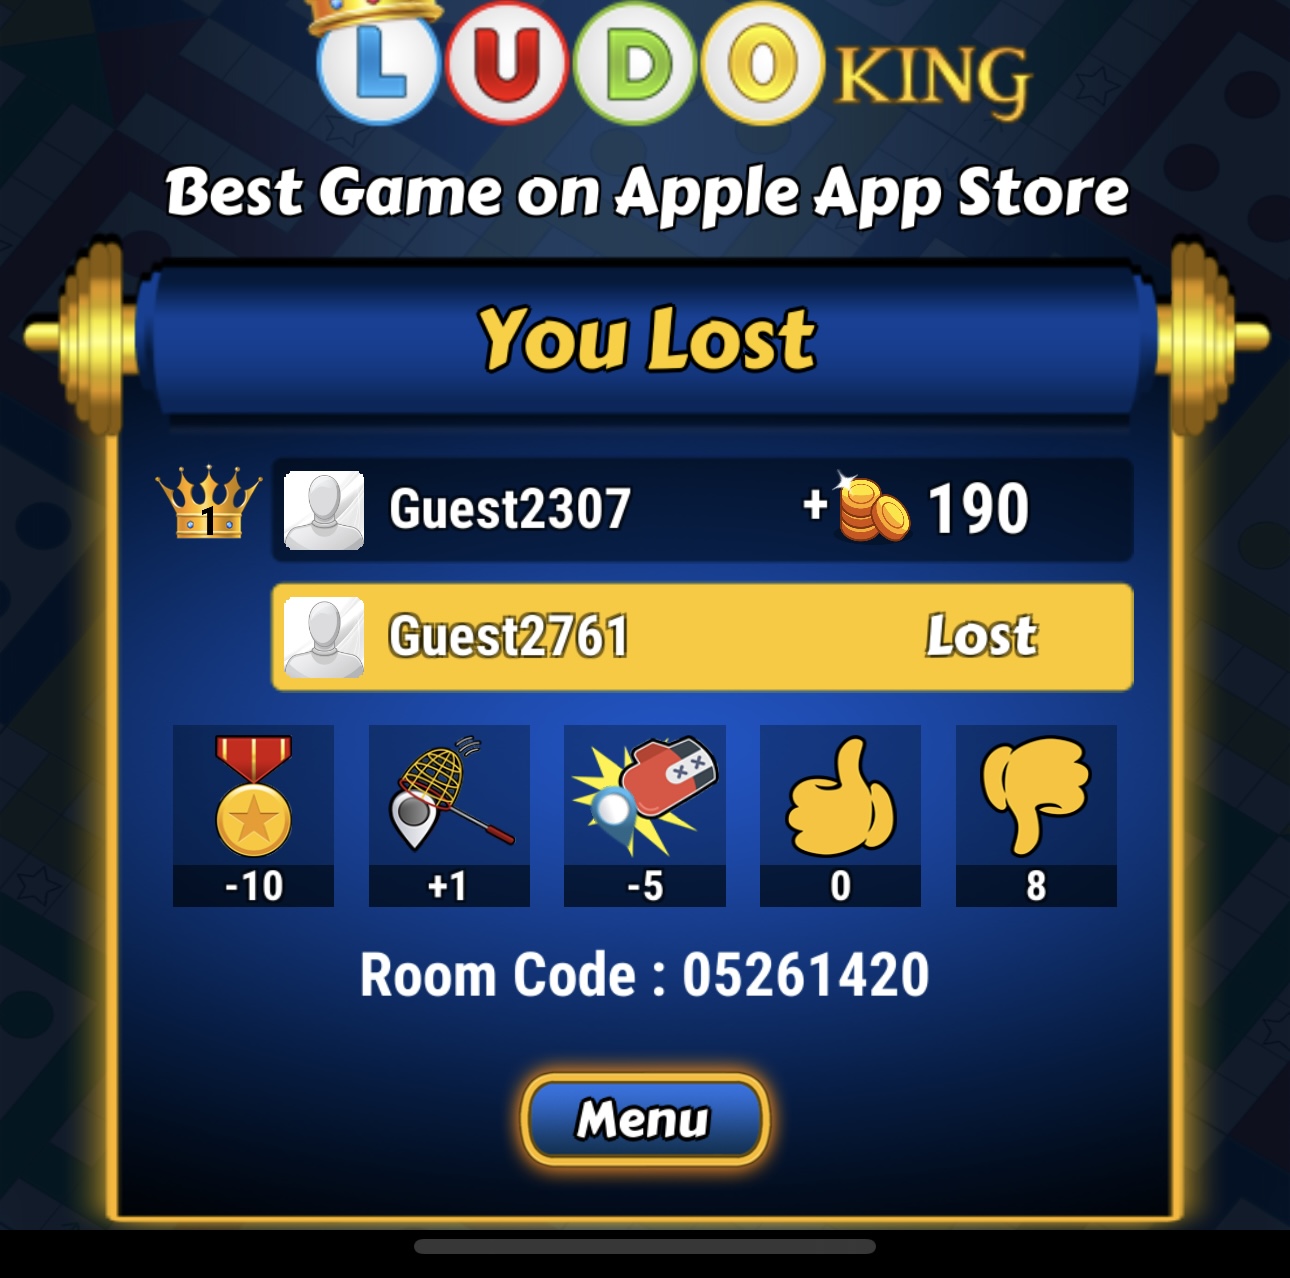 LUDO KING
Best Game on Apple App Store
You Lost
1 Guest2307 + 190
Guest2761 Lost
-10 +1 -5 0 8
Room Code : 05261420
Menu